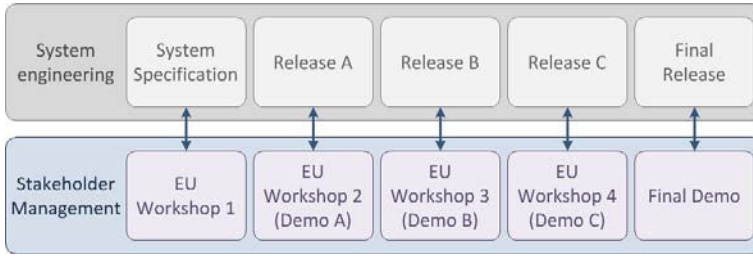 System
engineering
System
Specification
Release A
Release B
Release C
Final
Release
Stakeholder
Management
EU
Workshop 1
EU
Workshop 2
(Demo A)
EU
Workshop 3
(Demo B)
EU
Workshop 4
(Demo C)
Final Demo